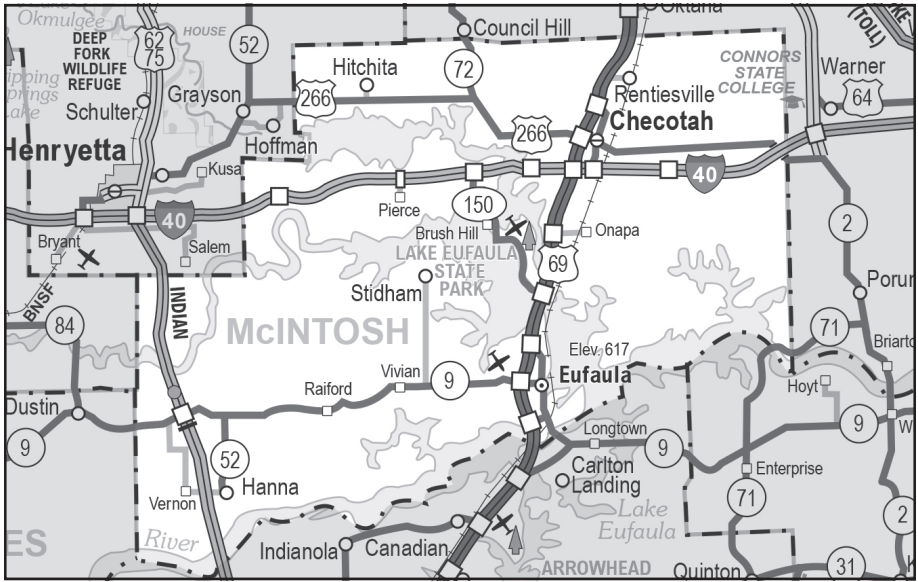 Okmulgee
DEEP
FORK
WILDLIFE
REFUGE
62
75
HOUSE
52
Council Hill
Oktaha
(TOLL)
Hitchita
72
CONNORS
STATE
COLLEGE
Warner
64
Schulter
Grayson
266
Rentiesville
Checotah
266
Hoffman
Henryetta
Kusa
40
40
Pierce
150
Brush Hill
Onapa
2
Bryant
Salem
LAKE EUFAULA
STATE
PARK
69
Stidham
Porum
BNSF
INDIAN
84
McINTOSH
71
Elev. 617
Eufaula
Vivian
9
Raiford
Hoyt
Dustin
9
Longtown
9
9
52
Hanna
Vernon
Carlton
Landing
Enterprise
71
Lake
Eufaula
2
River
Indianola
Canadian
ARROWHEAD
Quinton
31
ES